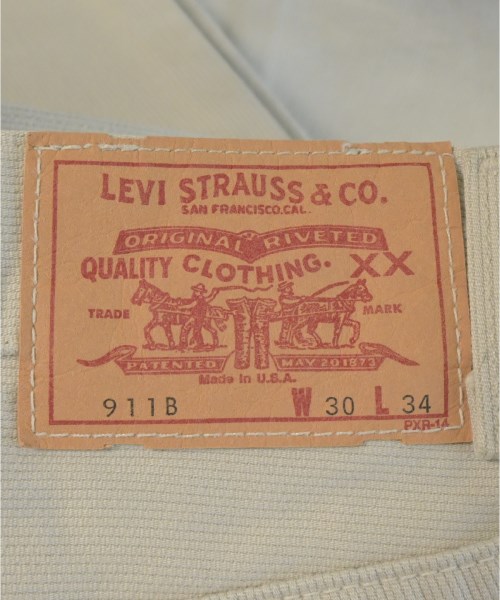 LEVI STRAUSS & CO.
SAN FRANCISCO, CAL.
ORIGINAL RIVETED
QUALITY CLOTHING. XX
TRADE MARK
PATENTED MAY 20 1873
Made in U.S.A.
911B W 30 L 34
PXR-14